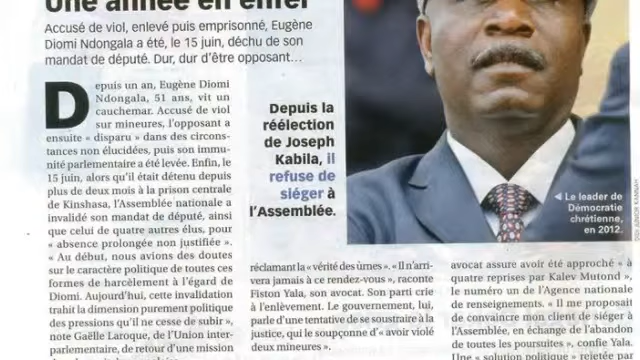 Une année en enfer
Accusé de viol, enlevé puis emprisonné, Eugène
Diomi Ndongala a été, le 15 juin, déchu de son
mandat de député. Dur, dur d'être opposant...
Depuis un an, Eugène Diomi
Ndongala, 51 ans, vit un
cauchemar. Accusé de viol
sur mineures, l'opposant a
ensuite « disparu » dans des circons-
tances non élucidées, puis son im-
munité parlementaire a été levée. Enfin, le
15 juin, alors qu'il était détenu depuis
plus de deux mois à la prison centrale
de Kinshasa, l'Assemblée nationale a
invalidé son mandat de député, ainsi
que celui de quatre autres élus, pour
« absence prolongée non justifiée ».
« Au début, nous avions des doutes
sur le caractère politique de toutes ces
formes de harcèlement à l'égard de
Diomi. Aujourd'hui, cette invalidation
trahit la dimension purement politique
des pressions qu'il ne cesse de subir »,
note Gaëlle Laroque, de l'Union inter-
parlementaire, de retour d'une mission
Depuis la
réélection
de Joseph
Kabila, il
refuse de
siéger à
l'Assemblée.
◀ Le leader de
Démocratie
chrétienne,
en 2012.
JUNIOR KANNAH
réclamant la « vérité des urnes ». « Il n'arri-
vera jamais à ce rendez-vous », raconte
Fiston Yala, son avocat. Son parti crie
à l'enlèvement. Le gouvernement, lui,
parle d'une tentative de se soustraire à la
justice, qui le soupçonne d'« avoir violé
deux mineures ».
avocat assure avoir été approché « à
quatre reprises par Kalev Mutond »,
le numéro un de l'Agence nationale
de renseignements. « Il me proposait
de convaincre mon client de siéger à
l'Assemblée, en échange de l'abandon
de toutes les poursuites », confie Yala.
Une « solution politique » rejetée par